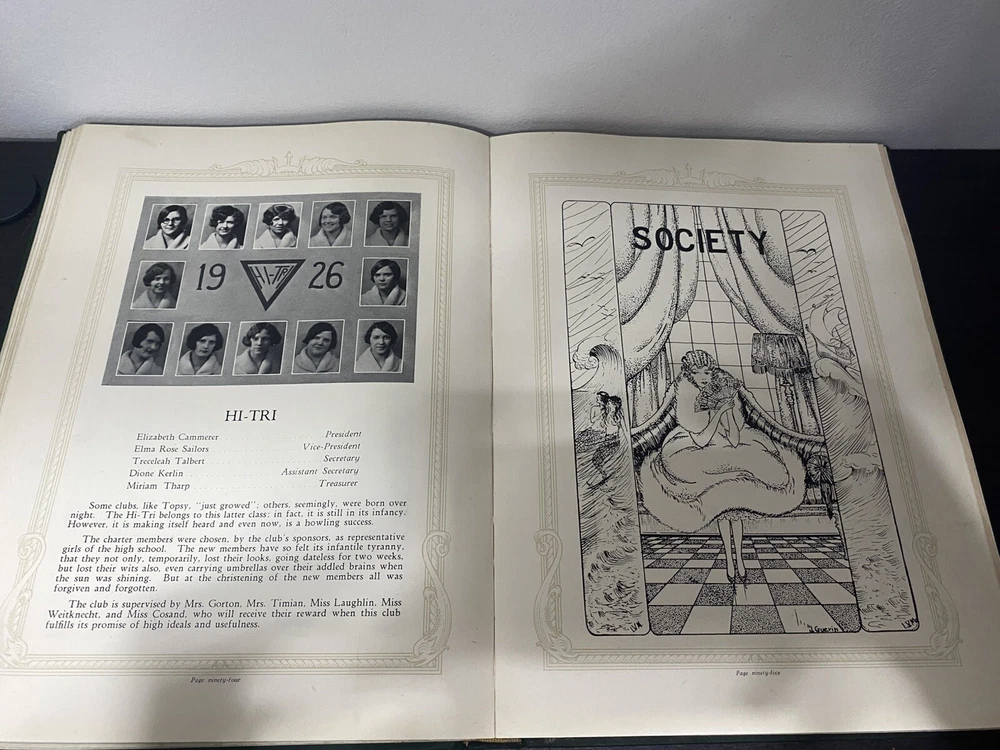 19 HI-TRI 26
HI-TRI
Elizabeth Cammerer President
Elma Rose Sailors Vice-President
Treceleah Talbert Secretary
Dione Kerlin Assistant Secretary
Miriam Tharp Treasurer
Some clubs, like Topsy, "just growed"; others, seemingly, were born over
night. The Hi-Tri belongs to this latter class; in fact, it is still in its infancy.
However, it is making itself heard and even now, is a howling success.
The charter members were chosen, by the club's sponsors, as representative
girls of the high school. The new members have so felt its infantile tyranny,
that they not only, temporarily, lost their looks, going dateless for two weeks,
but lost their wits also, even carrying umbrellas over their addled brains when
the sun was shining. But at the christening of the new members all was
forgiven and forgotten.
The club is supervised by Mrs. Gorton, Mrs. Timian, Miss Laughlin, Miss
Weitknecht, and Miss Cosand, who will receive their reward when this club
fulfills its promise of high ideals and usefulness.
Page ninety-four
SOCIETY
J Guerin
LVM
Page ninety-five